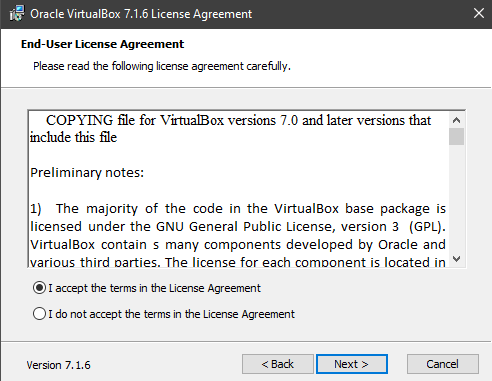 Oracle VirtualBox 7.1.6 License Agreement
End-User License Agreement
Please read the following license agreement carefully.
COPYING file for VirtualBox versions 7.0 and later versions that
include this file
Preliminary notes:
1) The majority of the code in the VirtualBox base package is
licensed under the GNU General Public License, version 3 (GPL).
VirtualBox contain s many components developed by Oracle and
various third parties. The license for each component is located in
I accept the terms in the License Agreement
I do not accept the terms in the License Agreement
Version 7.1.6
< Back
Next >
Cancel